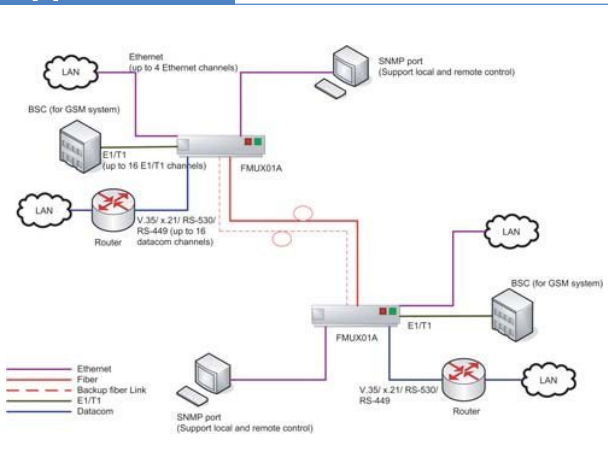 Ethernet
(up to 4 Ethernet channels)
LAN
SNMP port
(Support local and remote control)
BSC (for GSM system)
E1/T1
(up to 16 E1/T1 channels)
FMUX01A
LAN
Router
V.35/ x.21/ RS-530/
RS-449 (up to 16
datacom channels)
LAN
BSC (for GSM system)
E1/T1
FMUX01A
Ethernet
Fiber
Backup fiber Link
E1/T1
Datacom
SNMP port
(Support local and remote control)
V.35/ x.21/ RS-530/
RS-449
Router
LAN